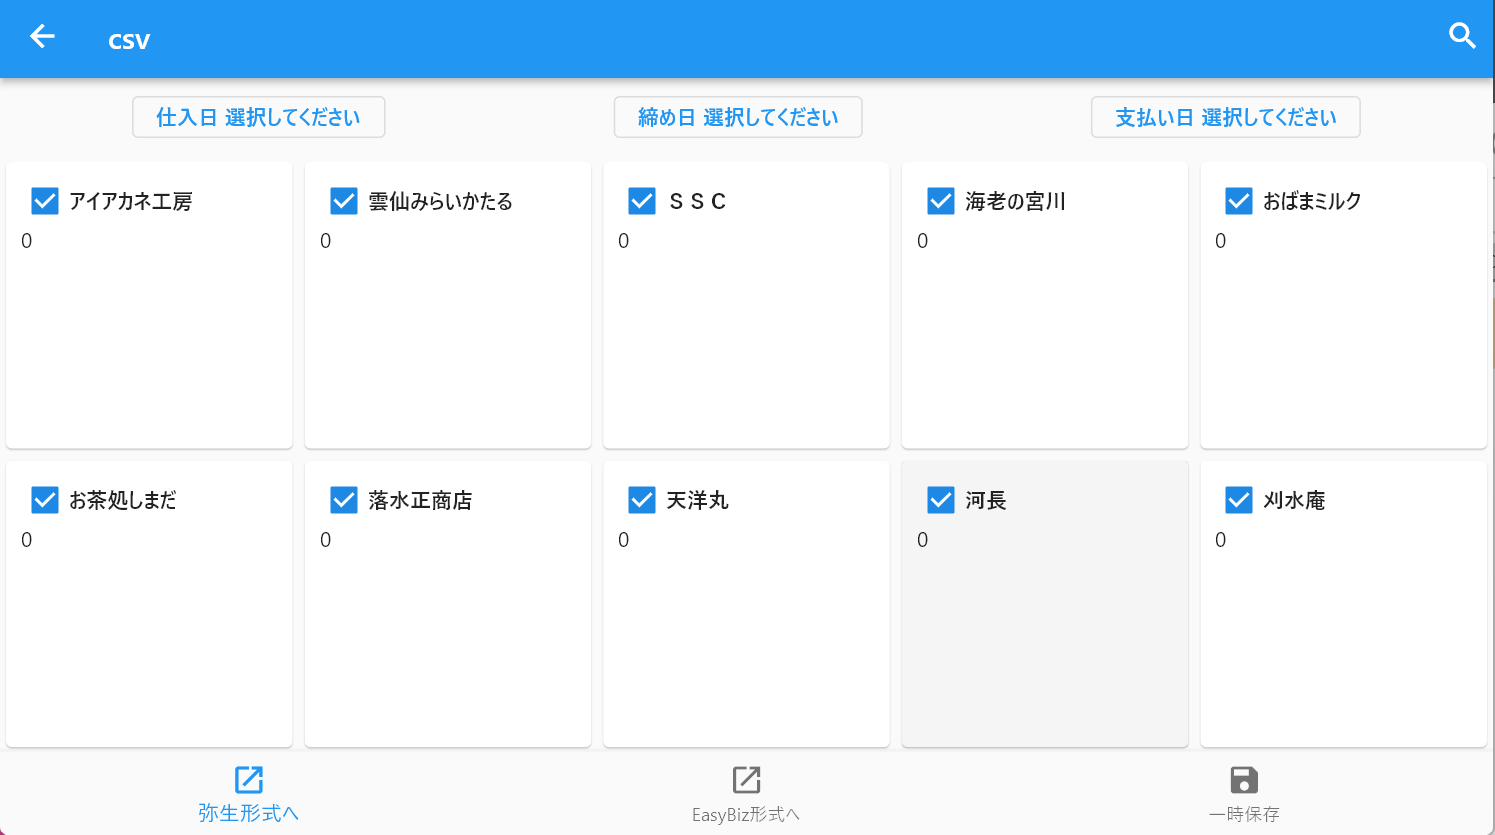 csv
仕入日 選択してください
締め日 選択してください
支払い日 選択してください
アイアカネ工房
0
雲仙みらいかたる
0
ＳＳＣ
0
海老の宮川
0
おばまミルク
0
お茶処しまだ
0
落水正商店
0
天洋丸
0
河長
0
刈水庵
0
弥生形式へ
EasyBiz形式へ
一時保存